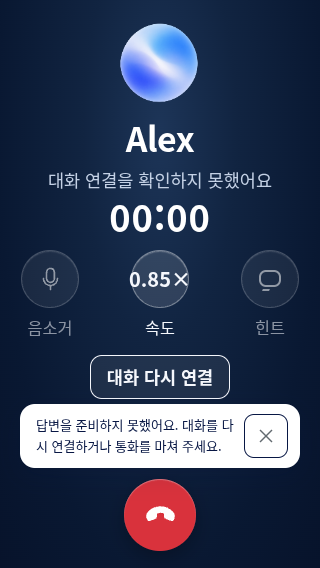 Alex
대화 연결을 확인하지 못했어요
00:00
0.85×
음소거
속도
힌트
대화 다시 연결
답변을 준비하지 못했어요. 대화를 다
시 연결하거나 통화를 마쳐 주세요.